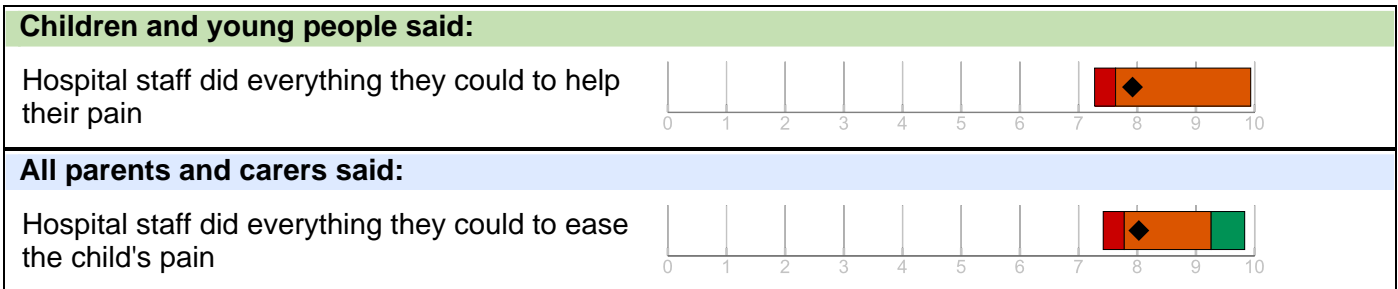 Children and young people said:
Hospital staff did everything they could to help
their pain
0 1 2 3 4 5 6 7 8 9 10
All parents and carers said:
Hospital staff did everything they could to ease
the child's pain
0 1 2 3 4 5 6 7 8 9 10